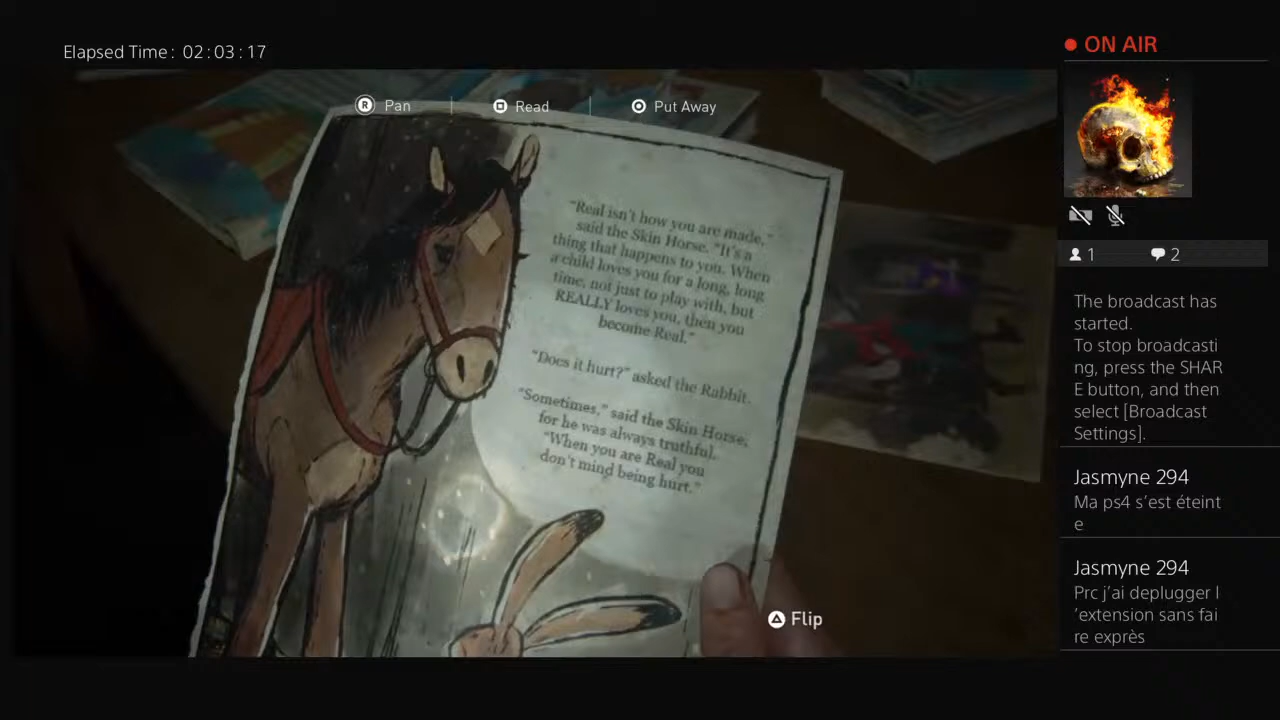 Elapsed Time: 02:03:17
ON AIR
R Pan
Read
Put Away
"Real isn't how you are made,"
said the Skin Horse. "It's a
thing that happens to you. When
a child loves you for a long, long
time, not just to play with, but
REALLY loves you, then you
become Real."
"Does it hurt?" asked the Rabbit.
"Sometimes," said the Skin Horse,
for he was always truthful.
"When you are Real you
don't mind being hurt."
Flip
1
2
The broadcast has
started.
To stop broadcasti
ng, press the SHAR
E button, and then
select [Broadcast
Settings].
Jasmyne 294
Ma ps4 s'est éteint
e
Jasmyne 294
Prc j'ai deplugger l
'extension sans fai
re exprès